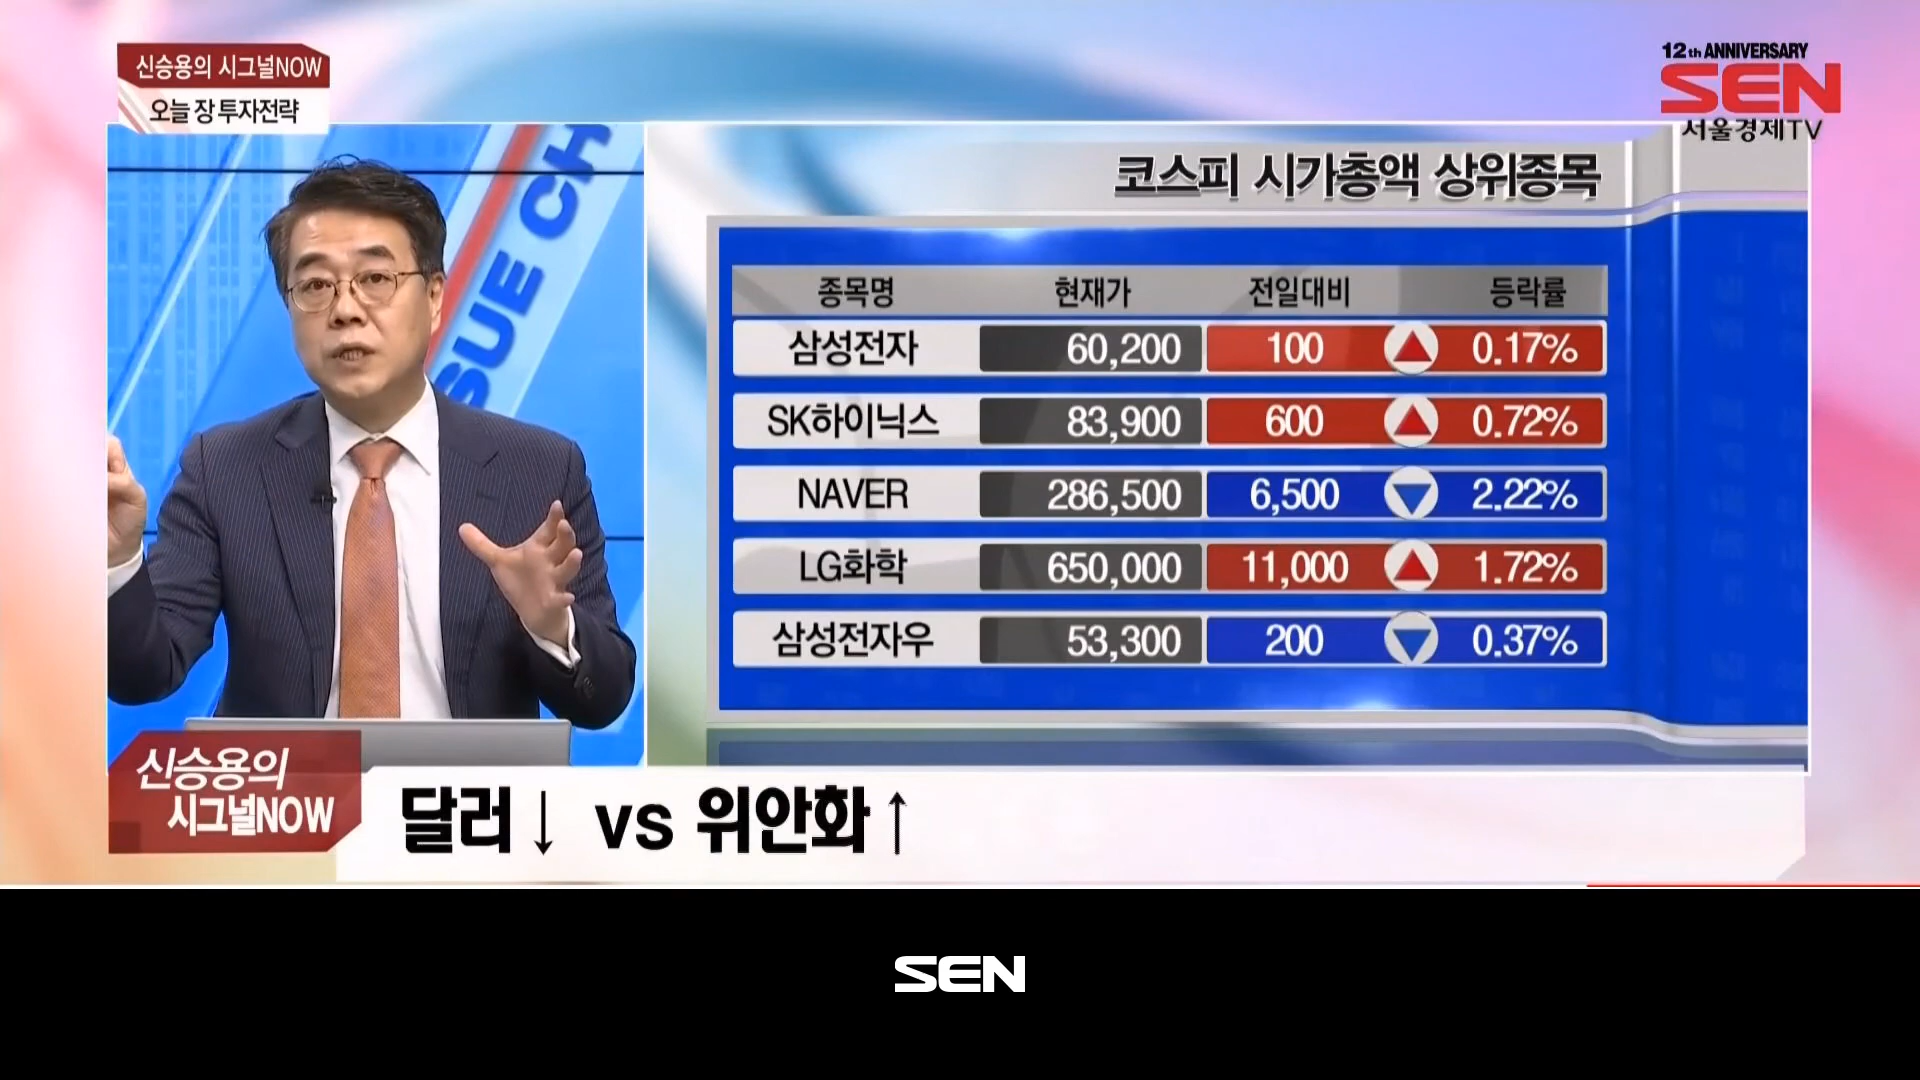 신승용의 시그널NOW
오늘 장 투자전략
12th ANNIVERSARY
SEN
서울경제TV
SUE CH
코스피 시가총액 상위종목
종목명 현재가 전일대비 등락률
삼성전자 60,200 100 ▲ 0.17%
SK하이닉스 83,900 600 ▲ 0.72%
NAVER 286,500 6,500 ▼ 2.22%
LG화학 650,000 11,000 ▲ 1.72%
삼성전자우 53,300 200 ▼ 0.37%
신승용의
시그널NOW
달러↓ vs 위안화↑
SEN